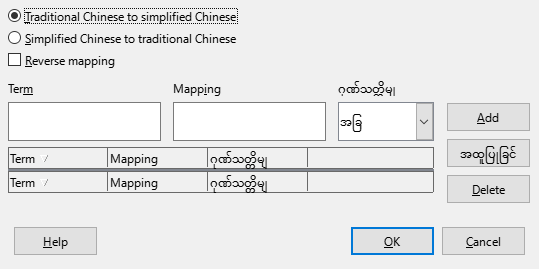 Traditional Chinese to simplified Chinese
Simplified Chinese to traditional Chinese
Reverse mapping
Term Mapping ဂုဏ်သတ္တိမျှ
အခြ Add
Term Mapping ဂုဏ်သတ္တိမျှ အထူပြုခြင်
Term Mapping ဂုဏ်သတ္တိမျှ Delete
Help OK Cancel